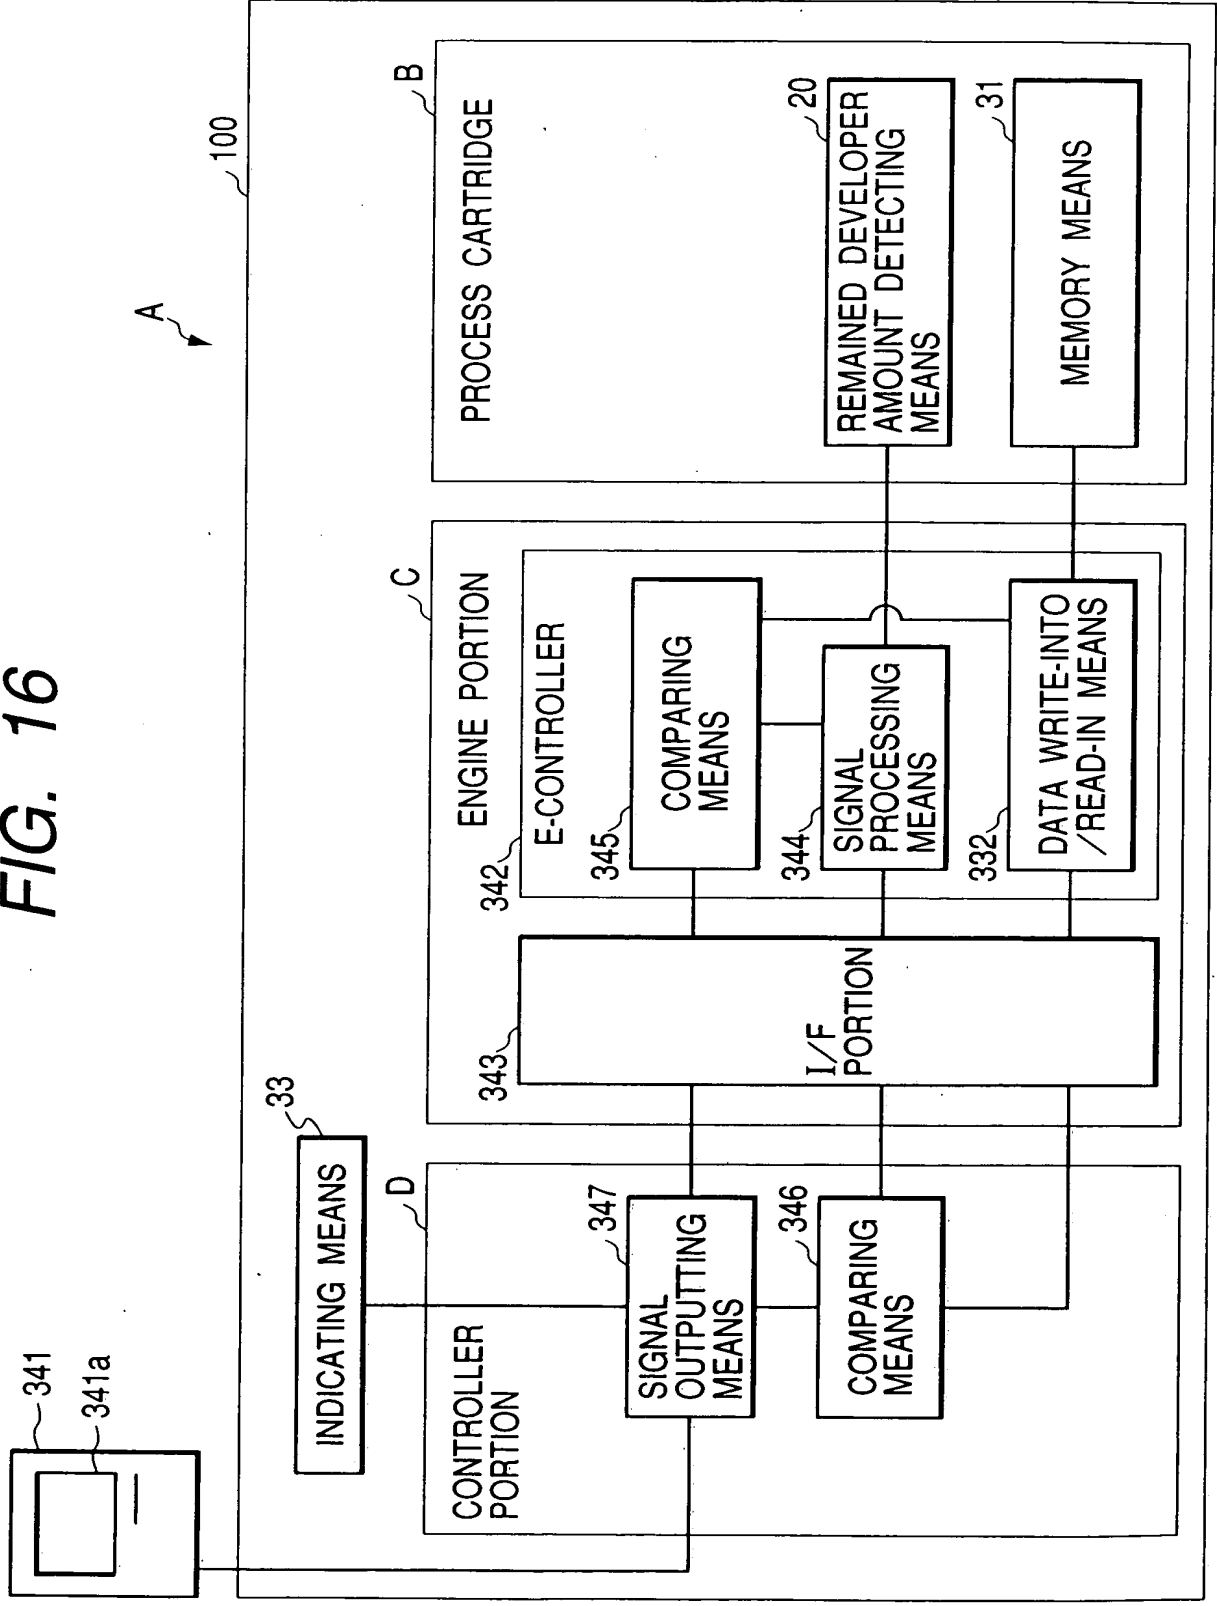 FIG. 16
A
100
341
341a
INDICATING MEANS
33
D
CONTROLLER
PORTION
SIGNAL
OUTPUTTING
MEANS
347
COMPARING
MEANS
346
C
ENGINE PORTION
343
I/F
PORTION
342
E-CONTROLLER
345
COMPARING
MEANS
344
SIGNAL
PROCESSING
MEANS
332
DATA WRITE-INTO
/READ-IN MEANS
B
PROCESS CARTRIDGE
20
REMAINED DEVELOPER
AMOUNT DETECTING
MEANS
31
MEMORY MEANS